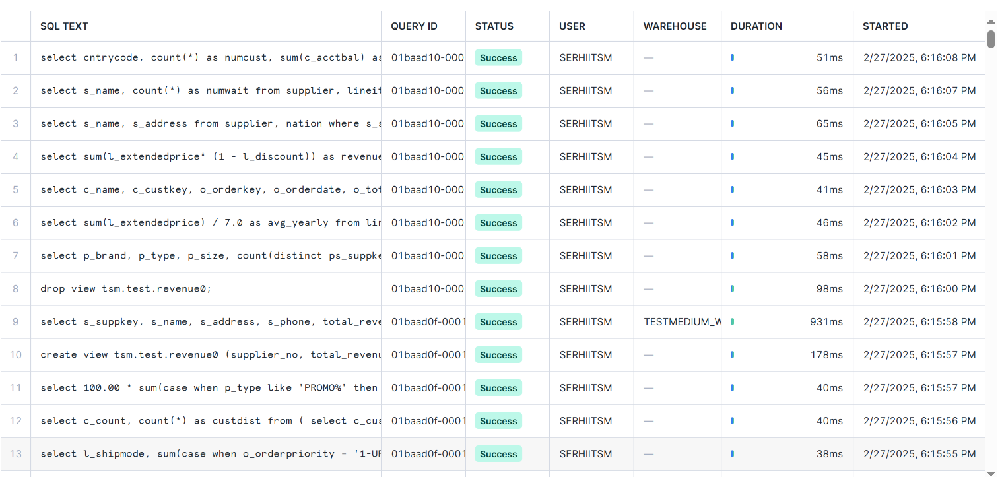 SQL TEXT QUERY ID STATUS USER WAREHOUSE DURATION STARTED
1 select cntrycode, count(*) as numcust, sum(c_acctbal) as 01baad10-000 Success SERHIITSM — 51ms 2/27/2025, 6:16:08 PM
2 select s_name, count(*) as numwait from supplier, lineit 01baad10-000 Success SERHIITSM — 56ms 2/27/2025, 6:16:07 PM
3 select s_name, s_address from supplier, nation where s_s 01baad10-000 Success SERHIITSM — 65ms 2/27/2025, 6:16:05 PM
4 select sum(l_extendedprice* (1 - l_discount)) as revenue 01baad10-000 Success SERHIITSM — 45ms 2/27/2025, 6:16:04 PM
5 select c_name, c_custkey, o_orderkey, o_orderdate, o_tot 01baad10-000 Success SERHIITSM — 41ms 2/27/2025, 6:16:03 PM
6 select sum(l_extendedprice) / 7.0 as avg_yearly from lin 01baad10-000 Success SERHIITSM — 46ms 2/27/2025, 6:16:02 PM
7 select p_brand, p_type, p_size, count(distinct ps_suppke 01baad10-000 Success SERHIITSM — 58ms 2/27/2025, 6:16:01 PM
8 drop view tsm.test.revenue0; 01baad10-000 Success SERHIITSM — 98ms 2/27/2025, 6:16:00 PM
9 select s_suppkey, s_name, s_address, s_phone, total_reve 01baad0f-0001 Success SERHIITSM TESTMEDIUM_W 931ms 2/27/2025, 6:15:58 PM
10 create view tsm.test.revenue0 (supplier_no, total_revenu 01baad0f-0001 Success SERHIITSM — 178ms 2/27/2025, 6:15:57 PM
11 select 100.00 * sum(case when p_type like 'PROMO%' then 01baad0f-0001 Success SERHIITSM — 40ms 2/27/2025, 6:15:57 PM
12 select c_count, count(*) as custdist from ( select c_cus 01baad0f-0001 Success SERHIITSM — 40ms 2/27/2025, 6:15:56 PM
13 select l_shipmode, sum(case when o_orderpriority = '1-UR 01baad0f-0001 Success SERHIITSM — 38ms 2/27/2025, 6:15:55 PM